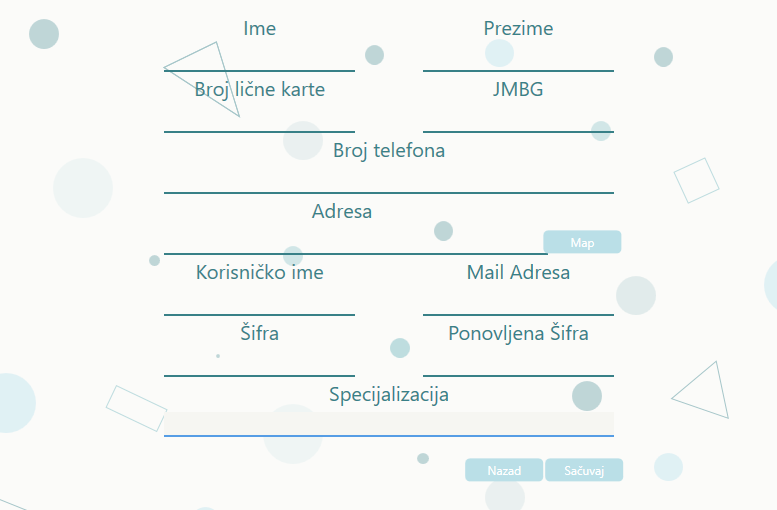 Ime Prezime
Broj lične karte JMBG
Broj telefona
Adresa
Map
Korisničko ime Mail Adresa
Šifra Ponovljena Šifra
Specijalizacija
Nazad Sačuvaj